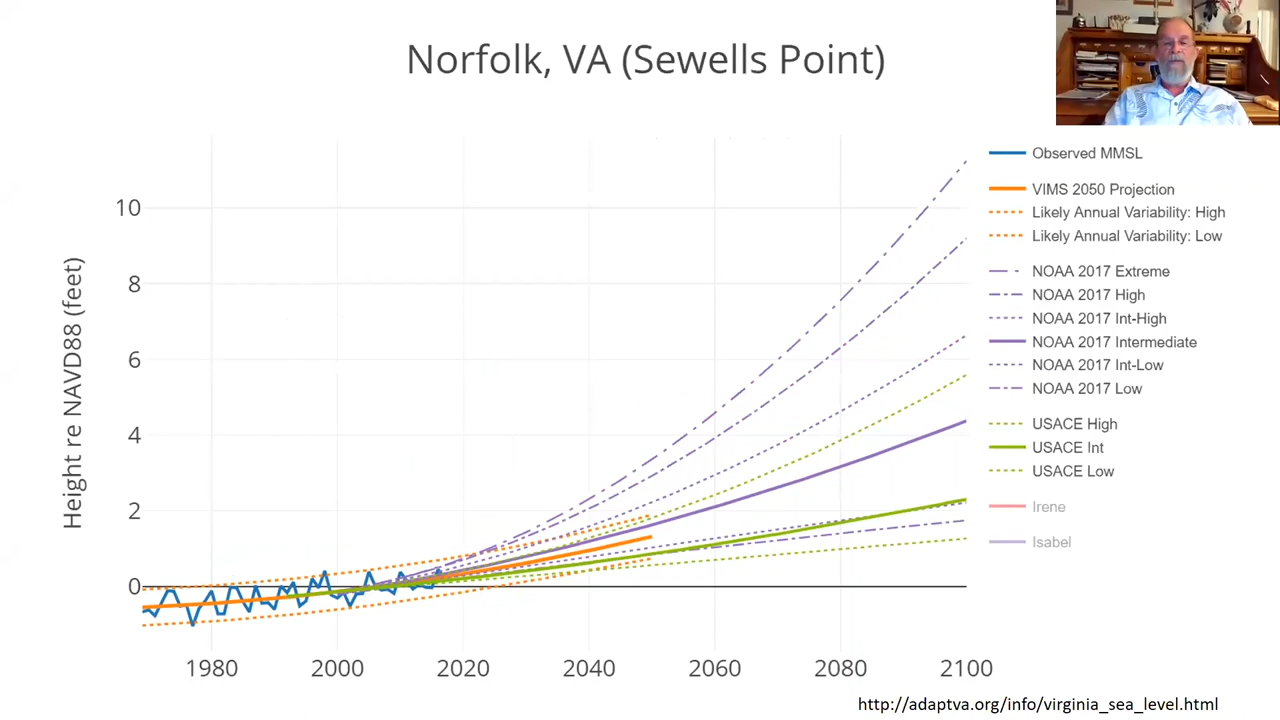 Norfolk, VA (Sewells Point)
Height re NAVD88 (feet)
10
8
6
4
2
0
1980
2000
2020
2040
2060
2080
2100
Observed MMSL
VIMS 2050 Projection
Likely Annual Variability: High
Likely Annual Variability: Low
NOAA 2017 Extreme
NOAA 2017 High
NOAA 2017 Int-High
NOAA 2017 Intermediate
NOAA 2017 Int-Low
NOAA 2017 Low
USACE High
USACE Int
USACE Low
Irene
Isabel
http://adaptva.org/info/virginia_sea_level.html